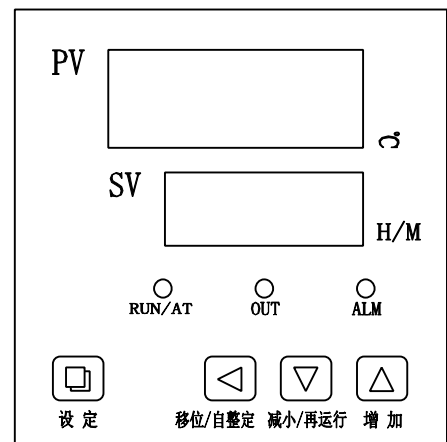 PV
℃
SV
H/M
RUN/AT OUT ALM
设 定 移位/自整定 减小/再运行 增 加